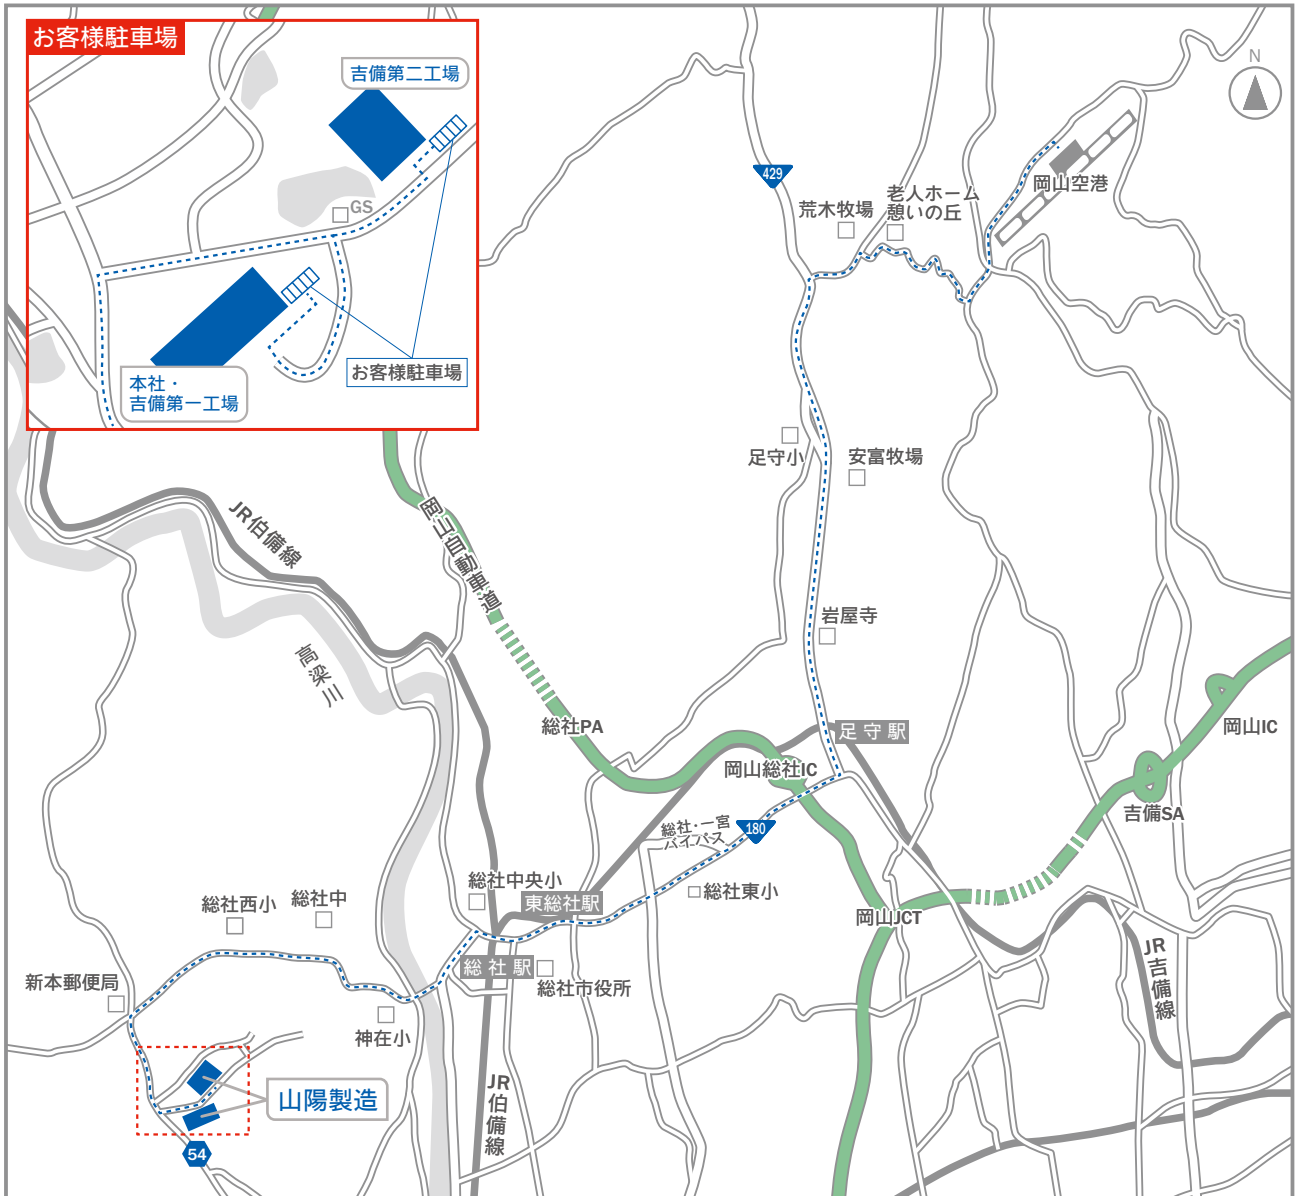 お客様駐車場
吉備第二工場
GS
本社・
吉備第一工場
お客様駐車場
N
429
岡山空港
荒木牧場
老人ホーム
憩いの丘
足守小
安富牧場
JR伯備線
岡山自動車道
高梁川
岩屋寺
総社PA
足守駅
岡山総社IC
岡山IC
吉備SA
総社・一宮
バイパス
180
総社中央小
東総社駅
総社東小
総社西小
総社中
岡山JCT
総社駅
総社市役所
JR吉備線
新本郵便局
神在小
山陽製造
JR伯備線
54